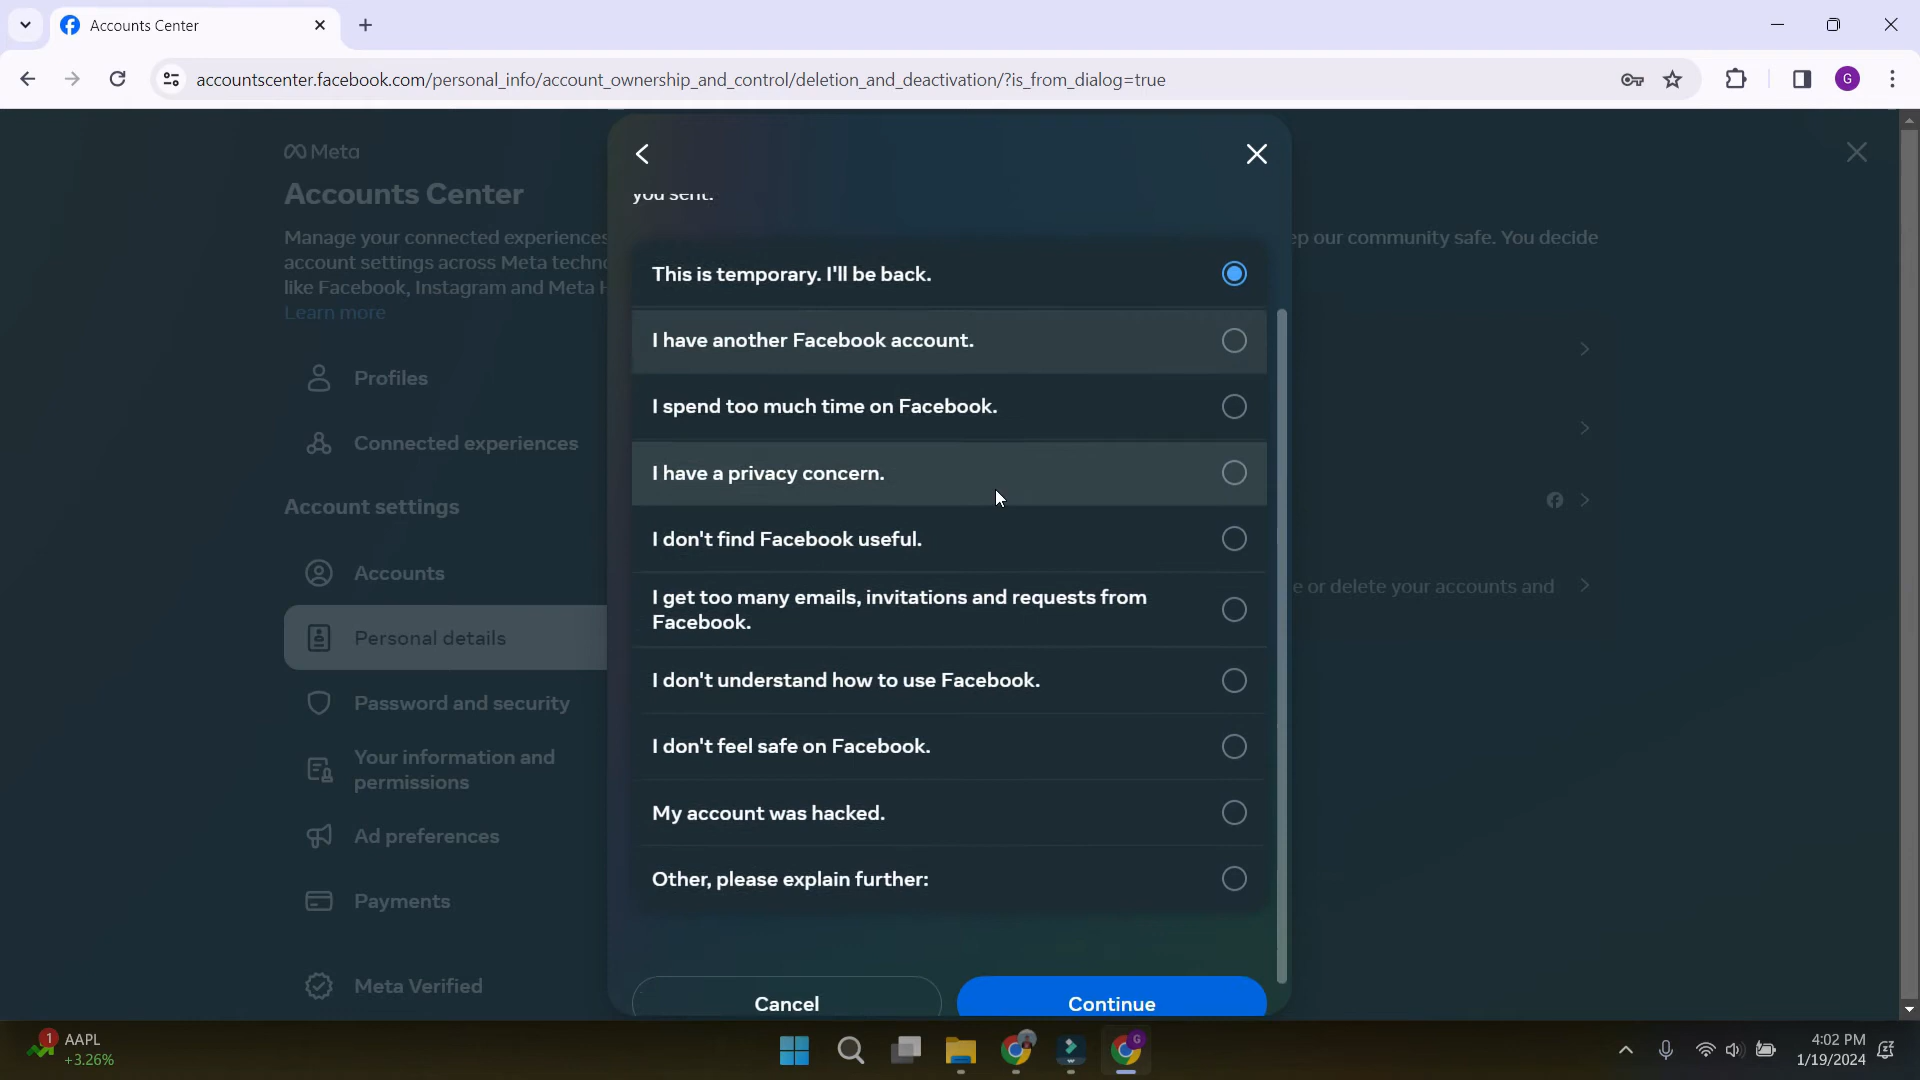 Accounts Center
accountscenter.facebook.com/personal_info/account_ownership_and_control/deletion_and_deactivation/?is_from_dialog=true
G
Meta
Accounts Center
Manage your connected experiences
account settings across Meta techno
like Facebook, Instagram and Meta H
Learn more
Profiles
Connected experiences
Account settings
Accounts
Personal details
Password and security
Your information and
permissions
Ad preferences
Payments
Meta Verified
you sent.
This is temporary. I'll be back.
I have another Facebook account.
I spend too much time on Facebook.
I have a privacy concern.
I don't find Facebook useful.
I get too many emails, invitations and requests from
Facebook.
I don't understand how to use Facebook.
I don't feel safe on Facebook.
My account was hacked.
Other, please explain further:
Cancel
Continue
ep our community safe. You decide
e or delete your accounts and
1
AAPL
+3.26%
G
4:02 PM
1/19/2024